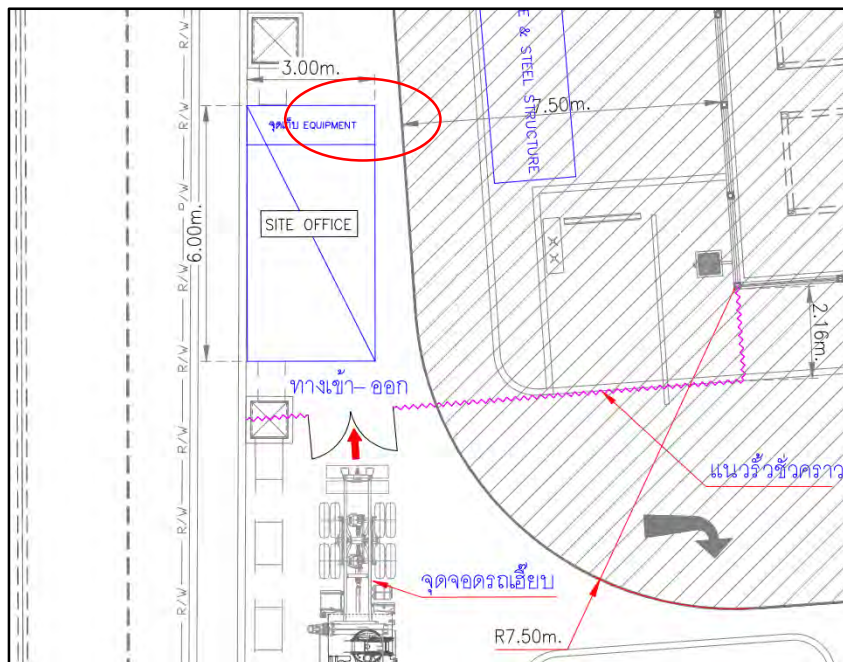 R/W
3.00m.
E & STEEL STRUCTURE
7.50m.
R/W
จุดเก็บ EQUIPMENT
R/W
6.00m.
SITE OFFICE
R/W
2.16m.
R/W
ทางเข้า-ออก
R/W
แนวรั้วชั่วคราว
R/W
จุดจอดรถเฮี๊ยบ
R/W
R7.50m.